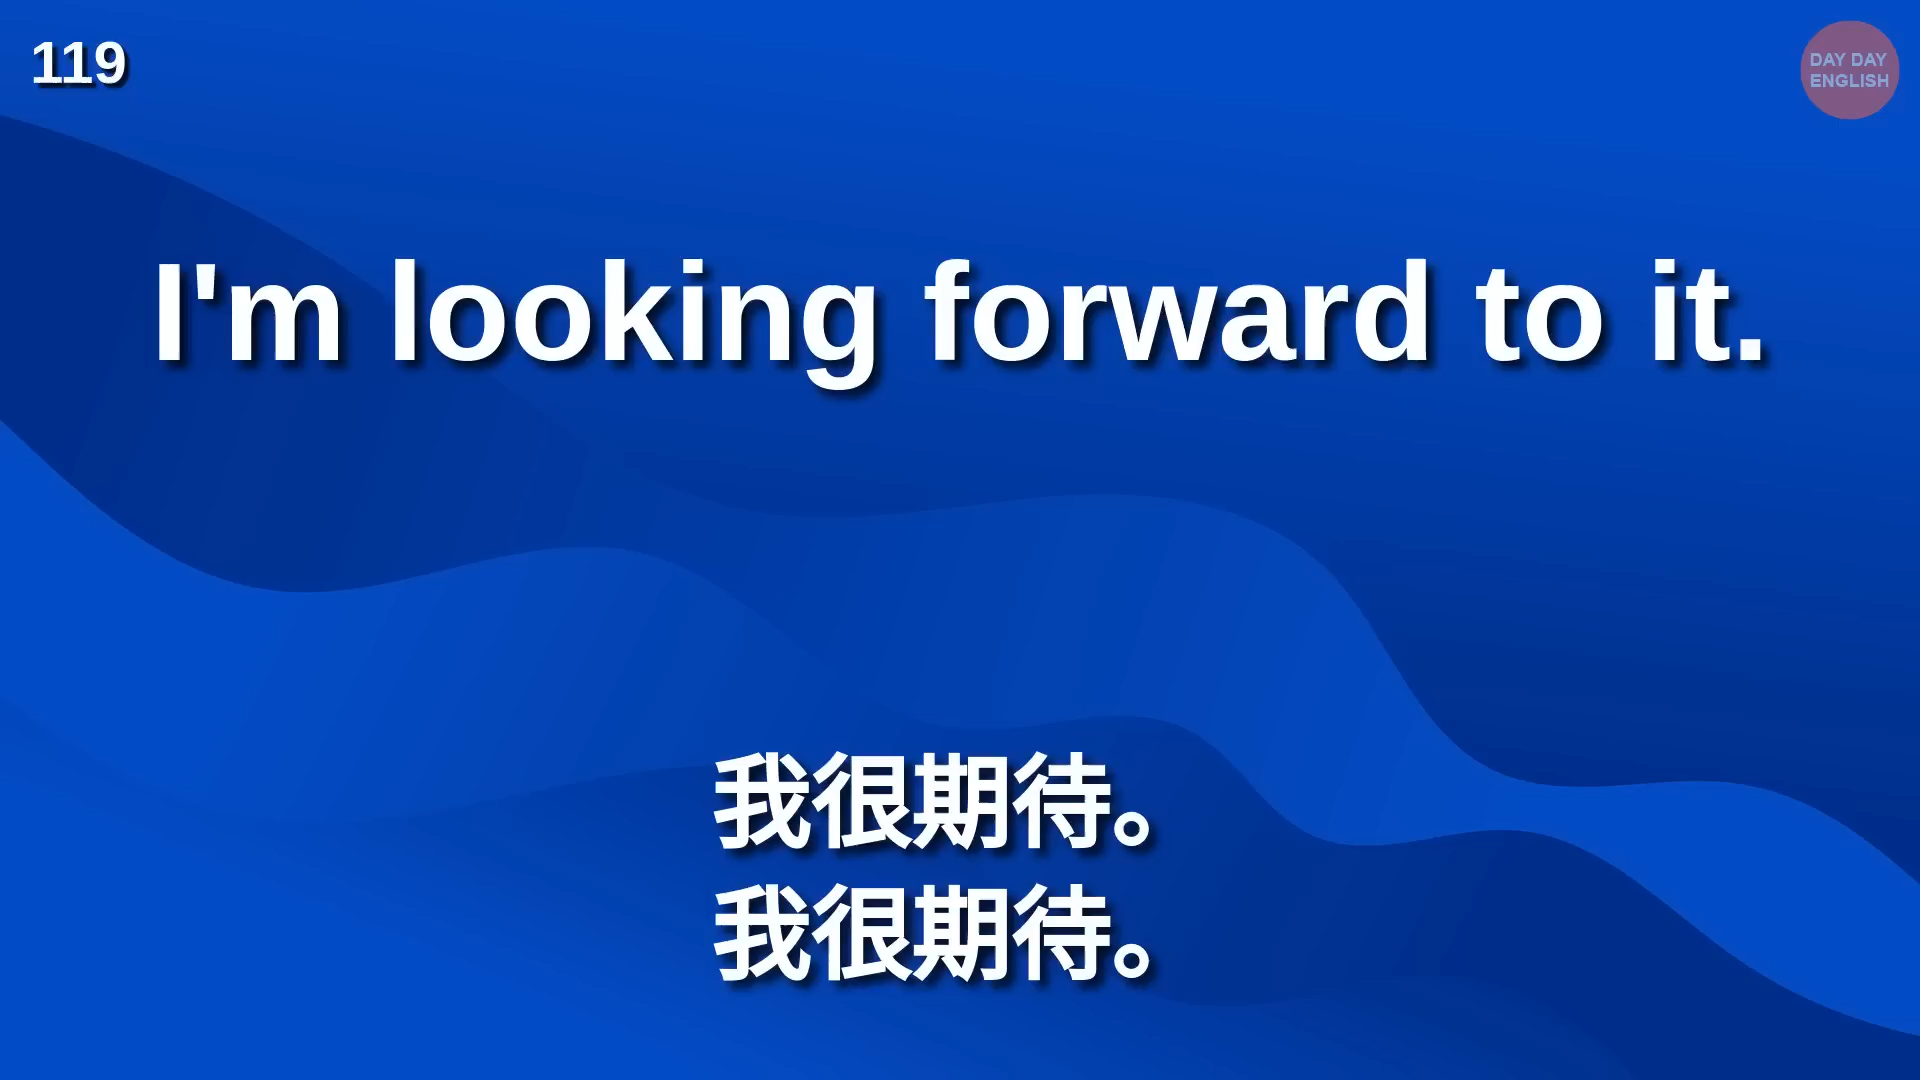 119
DAY DAY
ENGLISH
I'm looking forward to it.
我很期待。
我很期待。